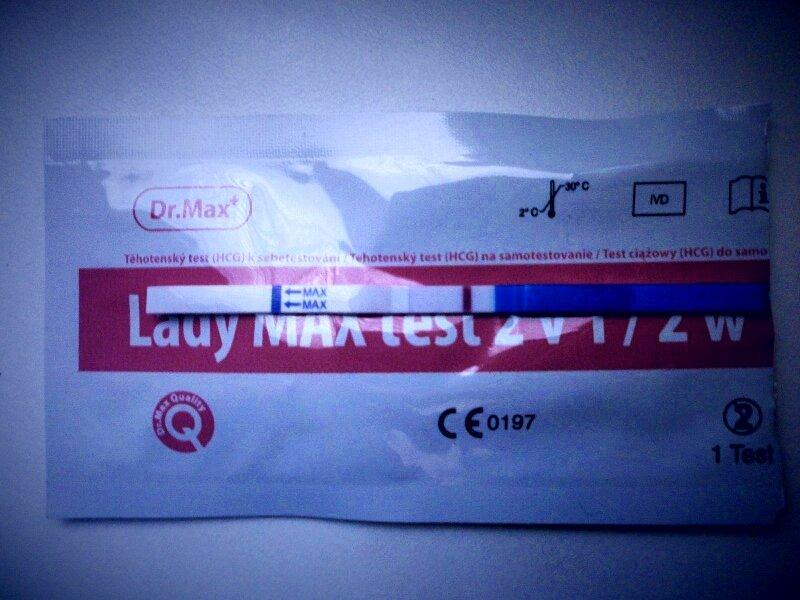 Dr.Max+
2°C
30°C
IVD
Těhotenský test (HCG) k sebetestování / Tehotenský test (HCG) na samotestovanie / Test ciążowy (HCG) do samo
MAX
MAX
Lady MAX test 2 v 1 / 2 w
Dr.Max Quality
Q
CE 0197
2
1 Test